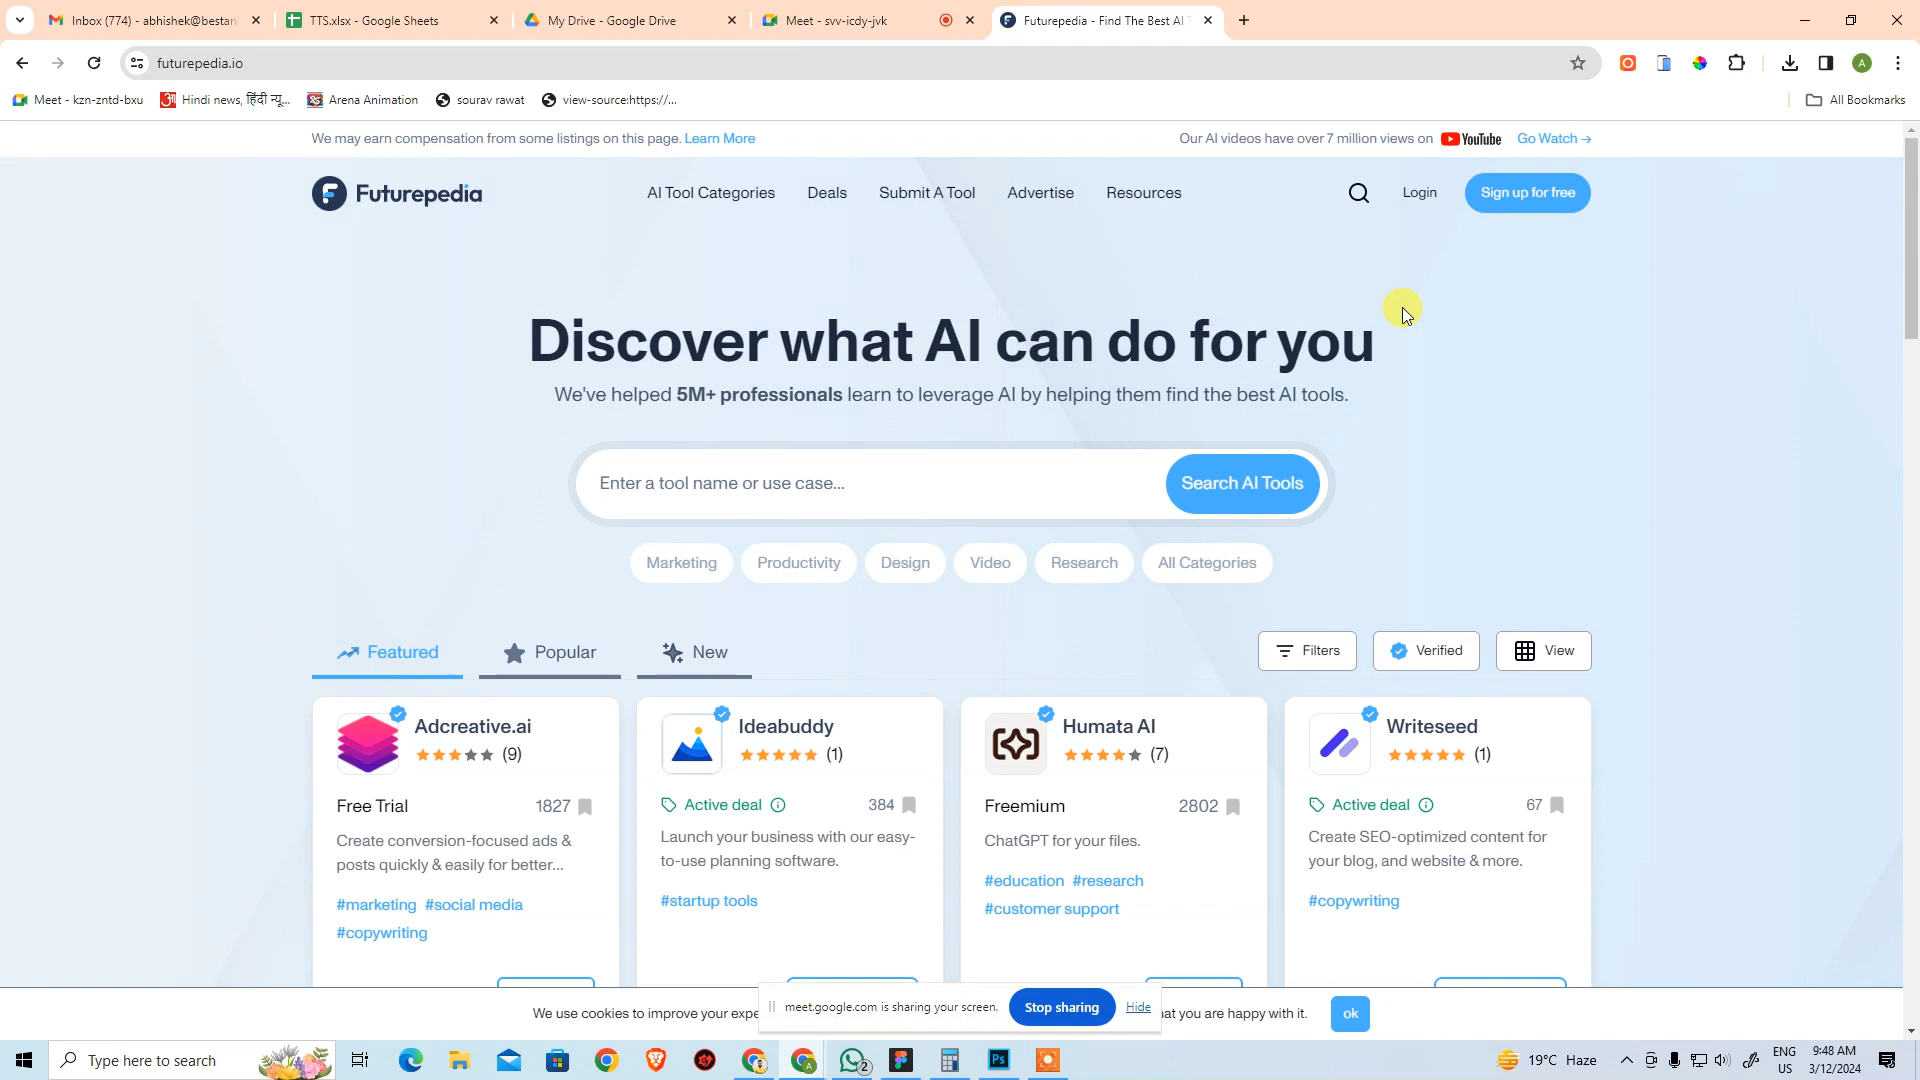 Inbox (774) - abhishek@bestan
TTS.xlsx - Google Sheets
My Drive - Google Drive
Meet - svv-icdy-jvk
Futurepedia - Find The Best AI T
futurepedia.io
A
Meet - kzn-zntd-bxu
Hindi news, हिंदी न्यू...
Arena Animation
sourav rawat
view-source:https://...
All Bookmarks
We may earn compensation from some listings on this page. Learn More
Our AI videos have over 7 million views on YouTube Go Watch →
Futurepedia
AI Tool Categories
Deals
Submit A Tool
Advertise
Resources
Login
Sign up for free
Discover what AI can do for you
We've helped 5M+ professionals learn to leverage AI by helping them find the best AI tools.
Enter a tool name or use case...
Search AI Tools
Marketing
Productivity
Design
Video
Research
All Categories
Featured
Popular
New
Filters
Verified
View
Adcreative.ai
(9)
Free Trial
1827
Create conversion-focused ads &
posts quickly & easily for better...
#marketing #social media
#copywriting
Ideabuddy
(1)
Active deal
384
Launch your business with our easy-
to-use planning software.
#startup tools
Humata AI
(7)
Freemium
2802
ChatGPT for your files.
#education #research
#customer support
Writeseed
(1)
Active deal
67
Create SEO-optimized content for
your blog, and website & more.
#copywriting
We use cookies to improve your expe
meet.google.com is sharing your screen.
Stop sharing
Hide
at you are happy with it.
ok
Type here to search
A
2
Ps
19°C Haze
ENG
US
9:48 AM
3/12/2024